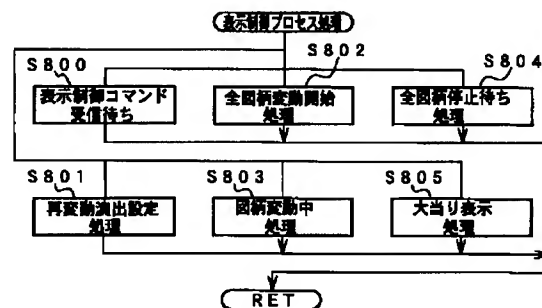 表示制御プロセス処理
S800
S802
S804
表示制御コマンド
受信待ち
全図柄変動開始
処理
全図柄停止待ち
処理
S801
S803
S805
再変動演出設定
処理
図柄変動中
処理
大当り表示
処理
RET